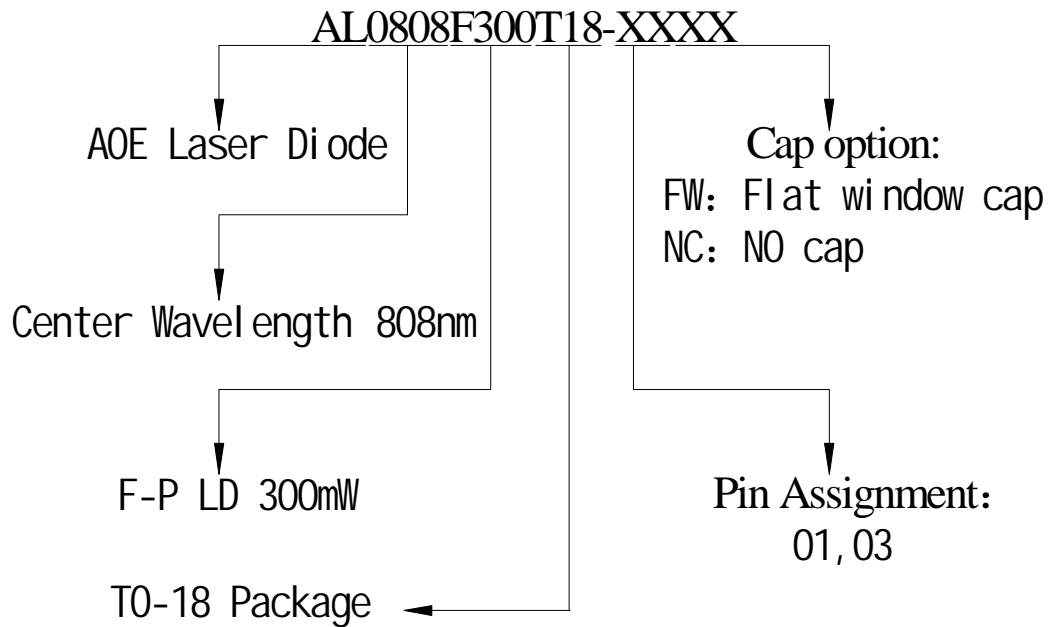 AL0808F300T18-XXXX
AOE Laser Diode
Cap option:
FW: Flat window cap
NC: NO cap
Center Wavelength 808nm
F-P LD 300mW
Pin Assignment:
01,03
TO-18 Package